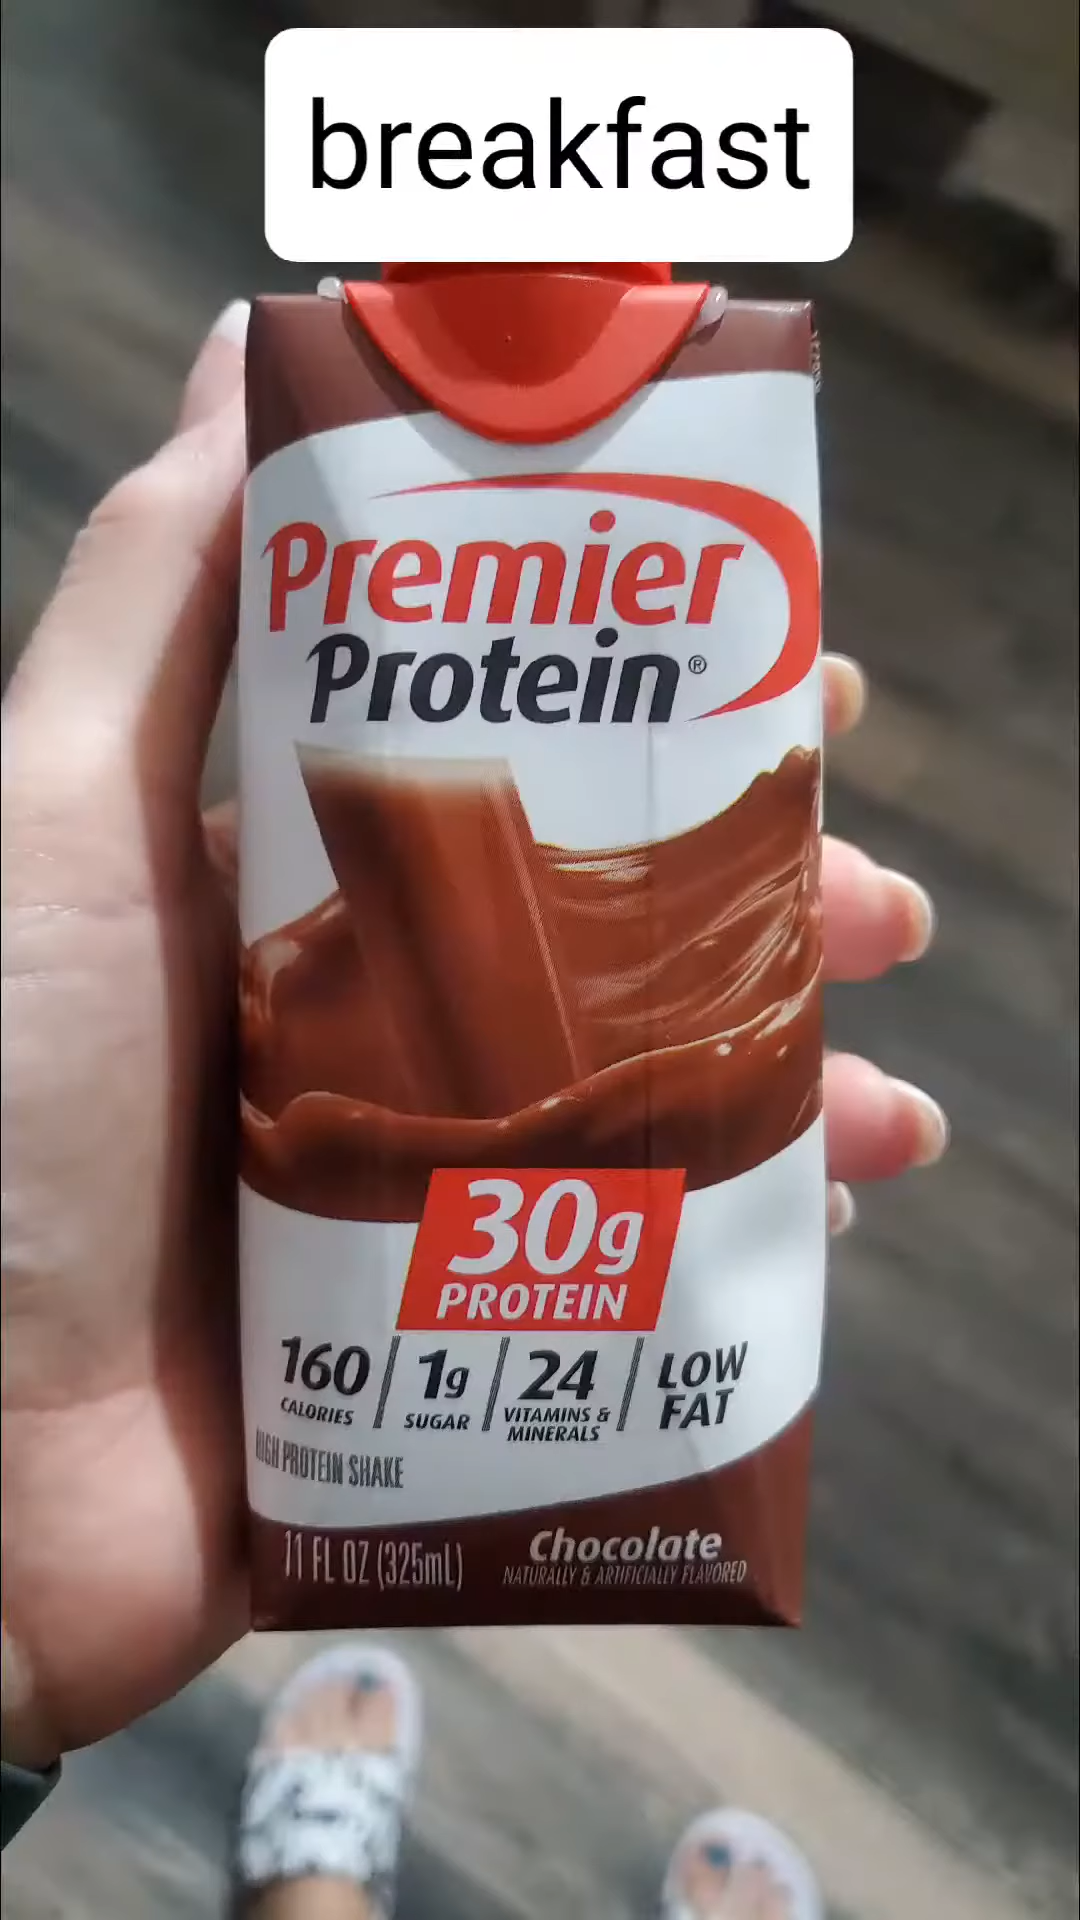 breakfast
Premier
Protein®
30g
PROTEIN
160
CALORIES
1g
SUGAR
24
VITAMINS &
MINERALS
LOW
FAT
HIGH PROTEIN SHAKE
11 FL OZ (325mL)
Chocolate
NATURALLY & ARTIFICIALLY FLAVORED